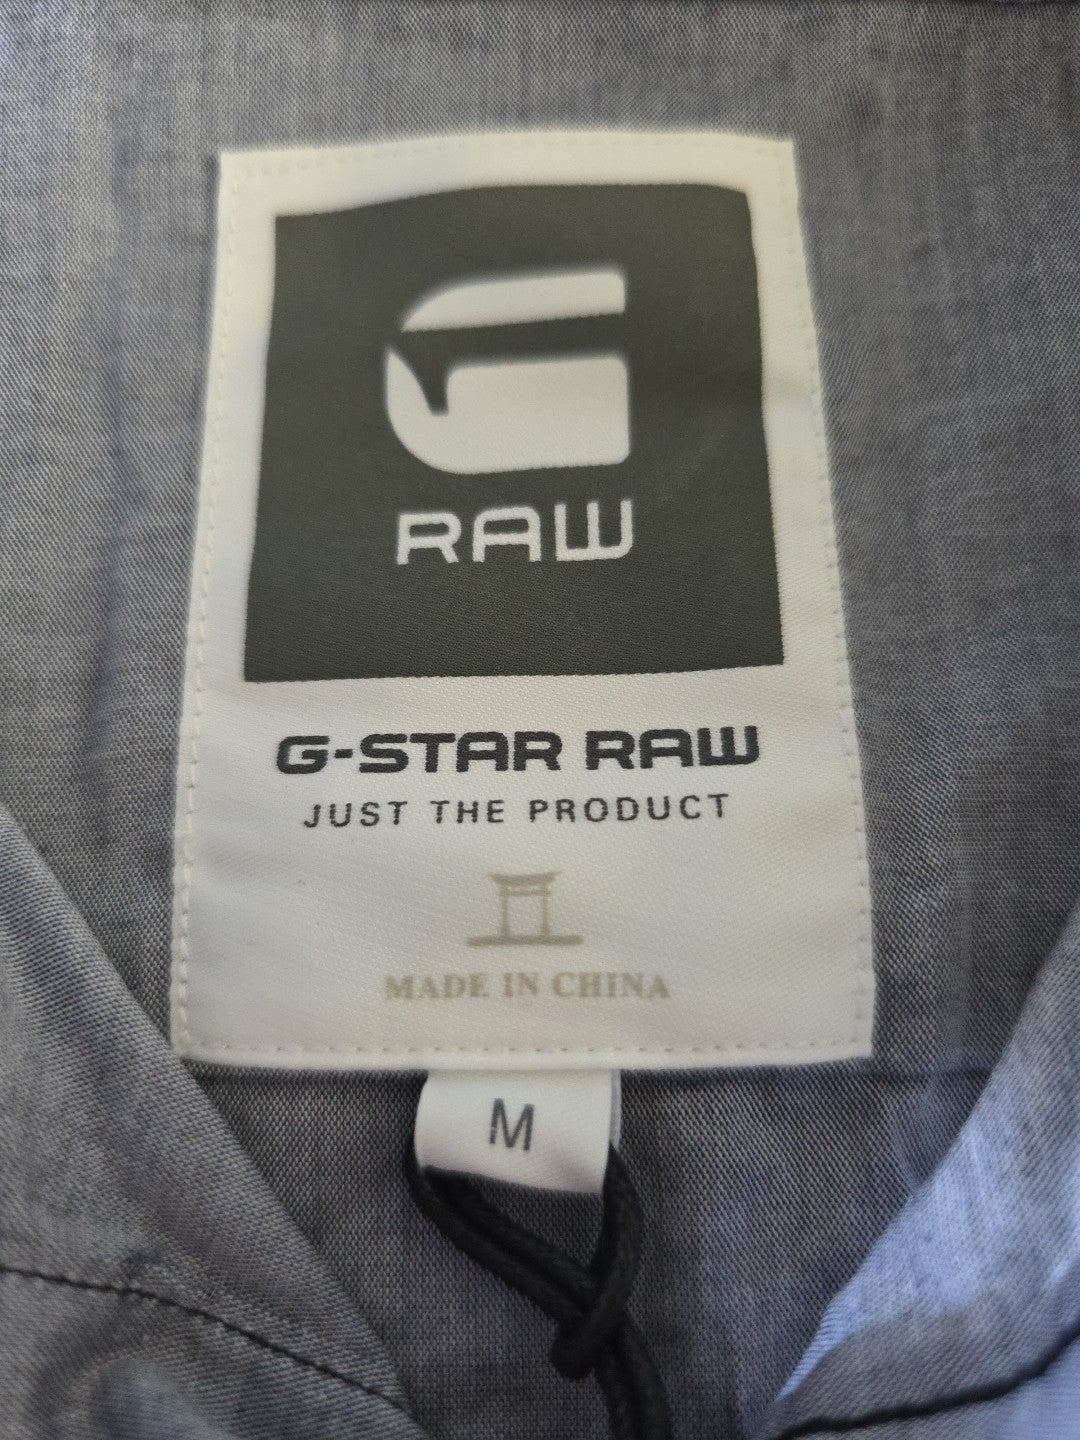 RAW
G-STAR RAW
JUST THE PRODUCT
MADE IN CHINA
M